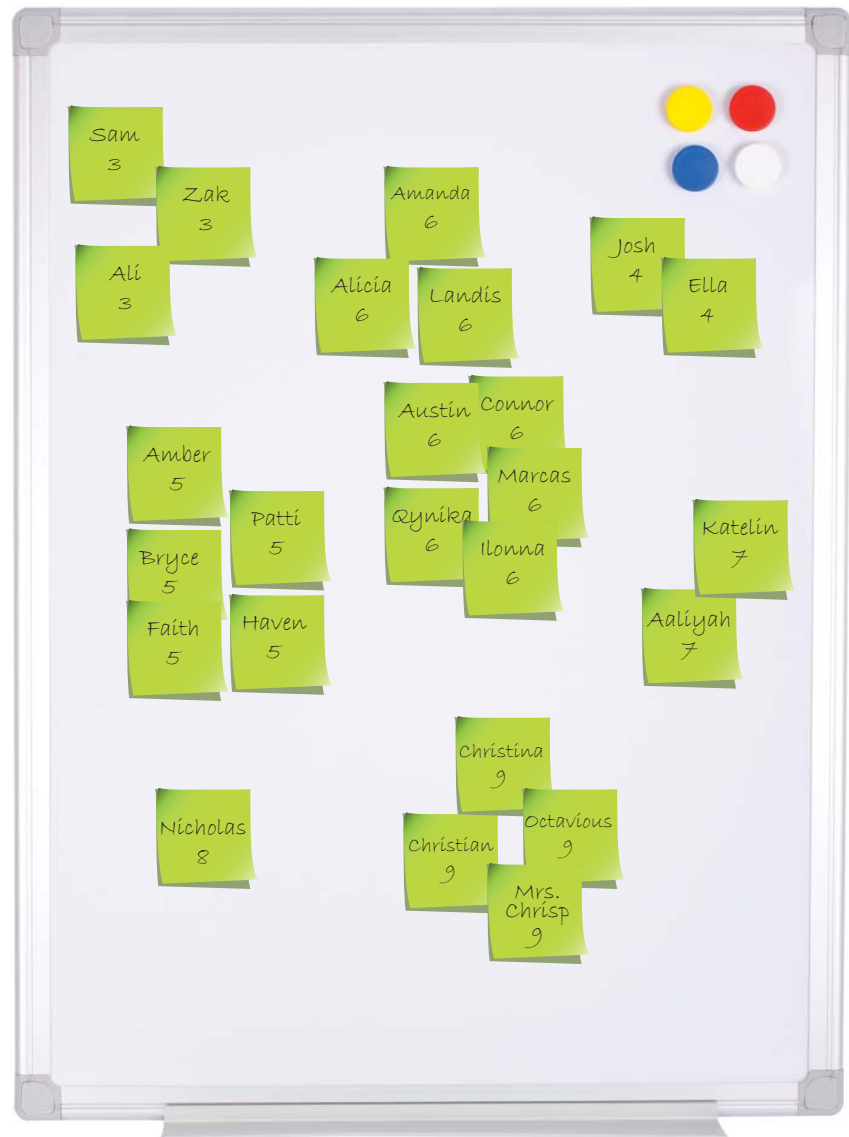 Sam
3
Zak
3
Ali
3
Amanda
6
Alicia
6
Landis
6
Josh
4
Ella
4
Austin
6
Connor
6
Marcas
6
Qynika
6
Ilonna
6
Amber
5
Patti
5
Bryce
5
Faith
5
Haven
5
Katelin
7
Aaliyah
7
Nicholas
8
Christina
9
Octavious
9
Christian
9
Mrs.
Chrisp
9